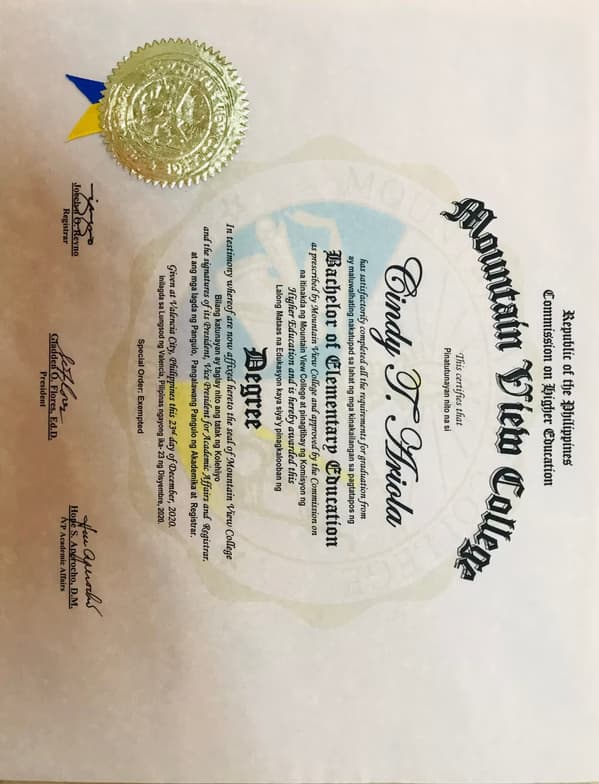 Republic of the Philippines
Commission on Higher Education
Mountain View College
This certifies that
Pinatutunayan nito na si
Cindy T. Ariola
has satisfactorily completed all the requirements for graduation from
ay maluwalhating nakatupad sa lahat ng mga kinakailangan sa pagtatapos ng
Bachelor of Elementary Education
as prescribed by Mountain View College and approved by the Commission on
na itinakda ng Mountain View College at pinagtibay ng Komisyon ng
Higher Education and is hereby awarded this
Lalong Mataas na Edukasyon kaya siya'y pinagkalooban ng
Degree
In testimony whereof are now affixed hereto the seal of Mountain View College
Bilang katunayan ay taglay nito ang tatak ng Kolehiyo
and the signatures of its President, Vice President for Academic Affairs and Registrar.
at ang mga lagda ng Pangulo, Pangalawang Pangulo ng Akademika at Registrar.
Given at Valencia City, Philippines this 23rd day of December, 2020.
Inilagda sa Lungsod ng Valencia, Pilipinas ngayong ika- 23 ng Disyembre, 2020.
Special Order: Exempted
Registrar
Gladden O. Flores, Ed.D.
President
Hope S. Aperocho, D.M.
VP Academic Affairs